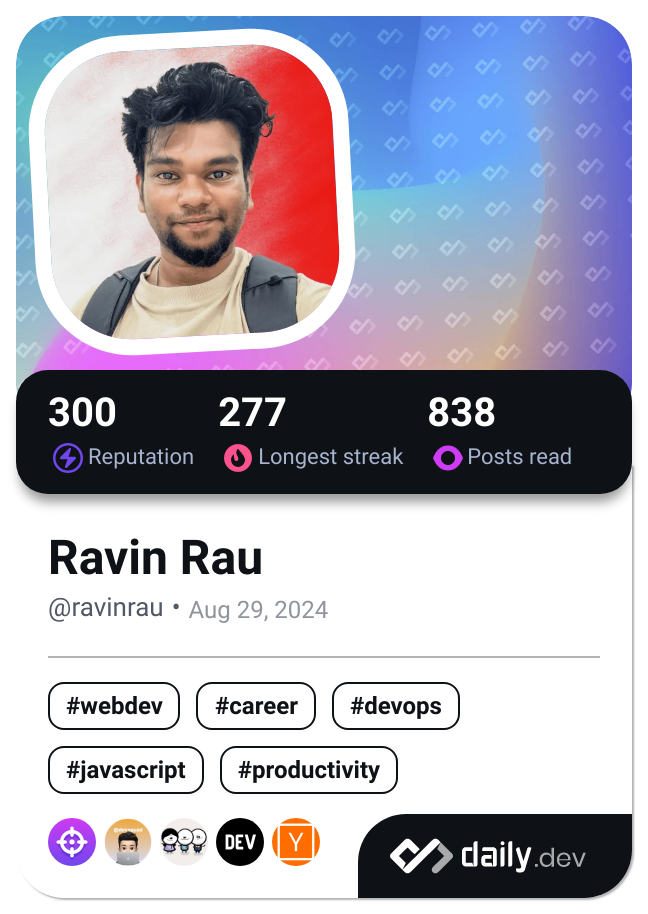 300 277 838
Reputation Longest streak Posts read
Ravin Rau
@ravinrau • Aug 29, 2024
#webdev #career #devops
#javascript #productivity
DEV Y
daily.dev